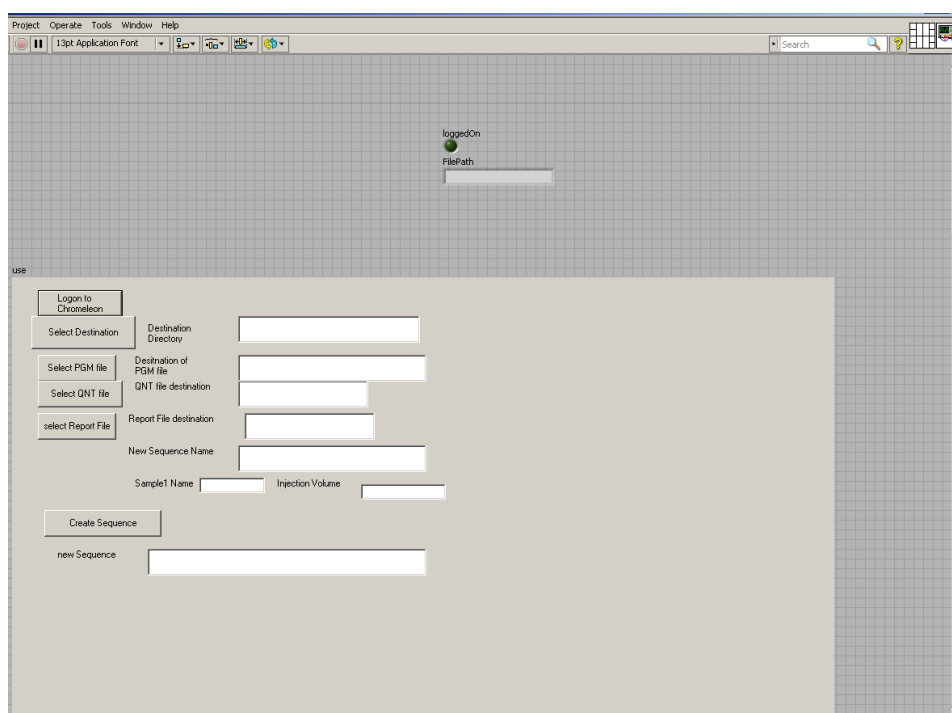 Project Operate Tools Window Help
13pt Application Font
Search
loggedOn
FilePath
use
Logon to
Chromeleon
Select Destination
Destination
Directory
Select PGM file
Desitnation of
PGM file
Select QNT file
QNT file destination
select Report File
Report File destination
New Sequence Name
Sample1 Name
Injection Volume
Create Sequence
new Sequence